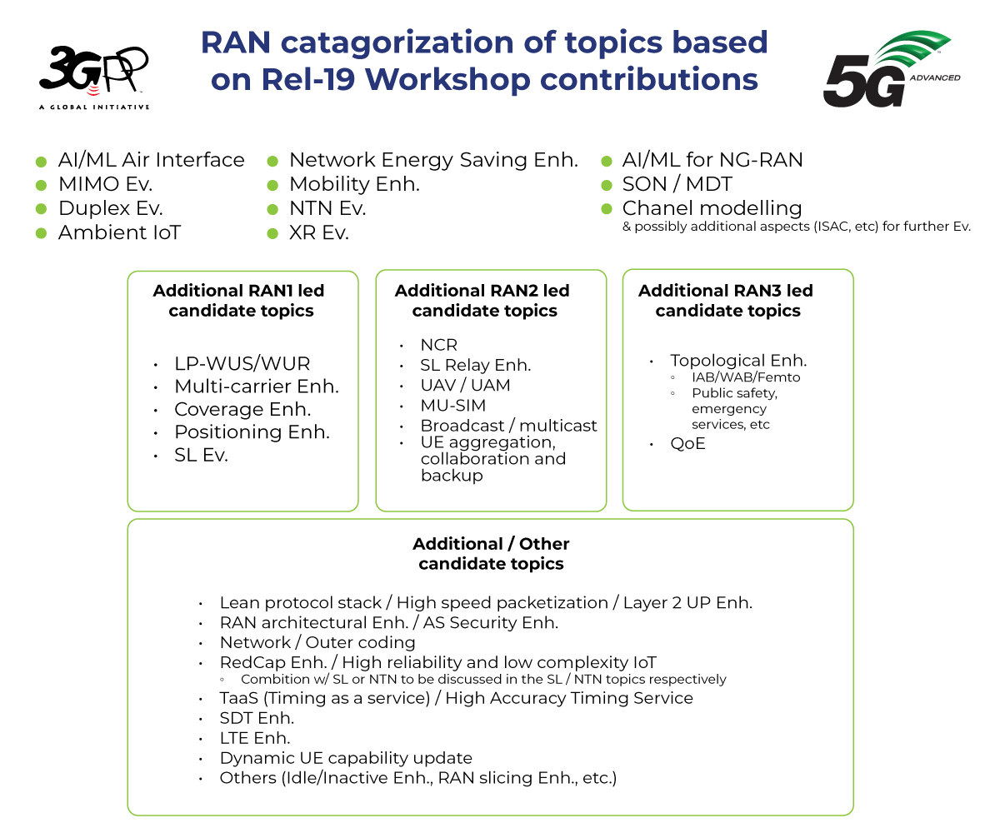 3GPP™
A GLOBAL INITIATIVE
RAN catagorization of topics based
on Rel-19 Workshop contributions
5G ADVANCED
AI/ML Air Interface
MIMO Ev.
Duplex Ev.
Ambient IoT
Network Energy Saving Enh.
Mobility Enh.
NTN Ev.
XR Ev.
AI/ML for NG-RAN
SON / MDT
Chanel modelling
& possibly additional aspects (ISAC, etc) for further Ev.
Additional RAN1 led
candidate topics
LP-WUS/WUR
Multi-carrier Enh.
Coverage Enh.
Positioning Enh.
SL Ev.
Additional RAN2 led
candidate topics
NCR
SL Relay Enh.
UAV / UAM
MU-SIM
Broadcast / multicast
UE aggregation,
collaboration and
backup
Additional RAN3 led
candidate topics
Topological Enh.
IAB/WAB/Femto
Public safety,
emergency
services, etc
QoE
Additional / Other
candidate topics
Lean protocol stack / High speed packetization / Layer 2 UP Enh.
RAN architectural Enh. / AS Security Enh.
Network / Outer coding
RedCap Enh. / High reliability and low complexity IoT
Combition w/ SL or NTN to be discussed in the SL / NTN topics respectively
TaaS (Timing as a service) / High Accuracy Timing Service
SDT Enh.
LTE Enh.
Dynamic UE capability update
Others (Idle/Inactive Enh., RAN slicing Enh., etc.)